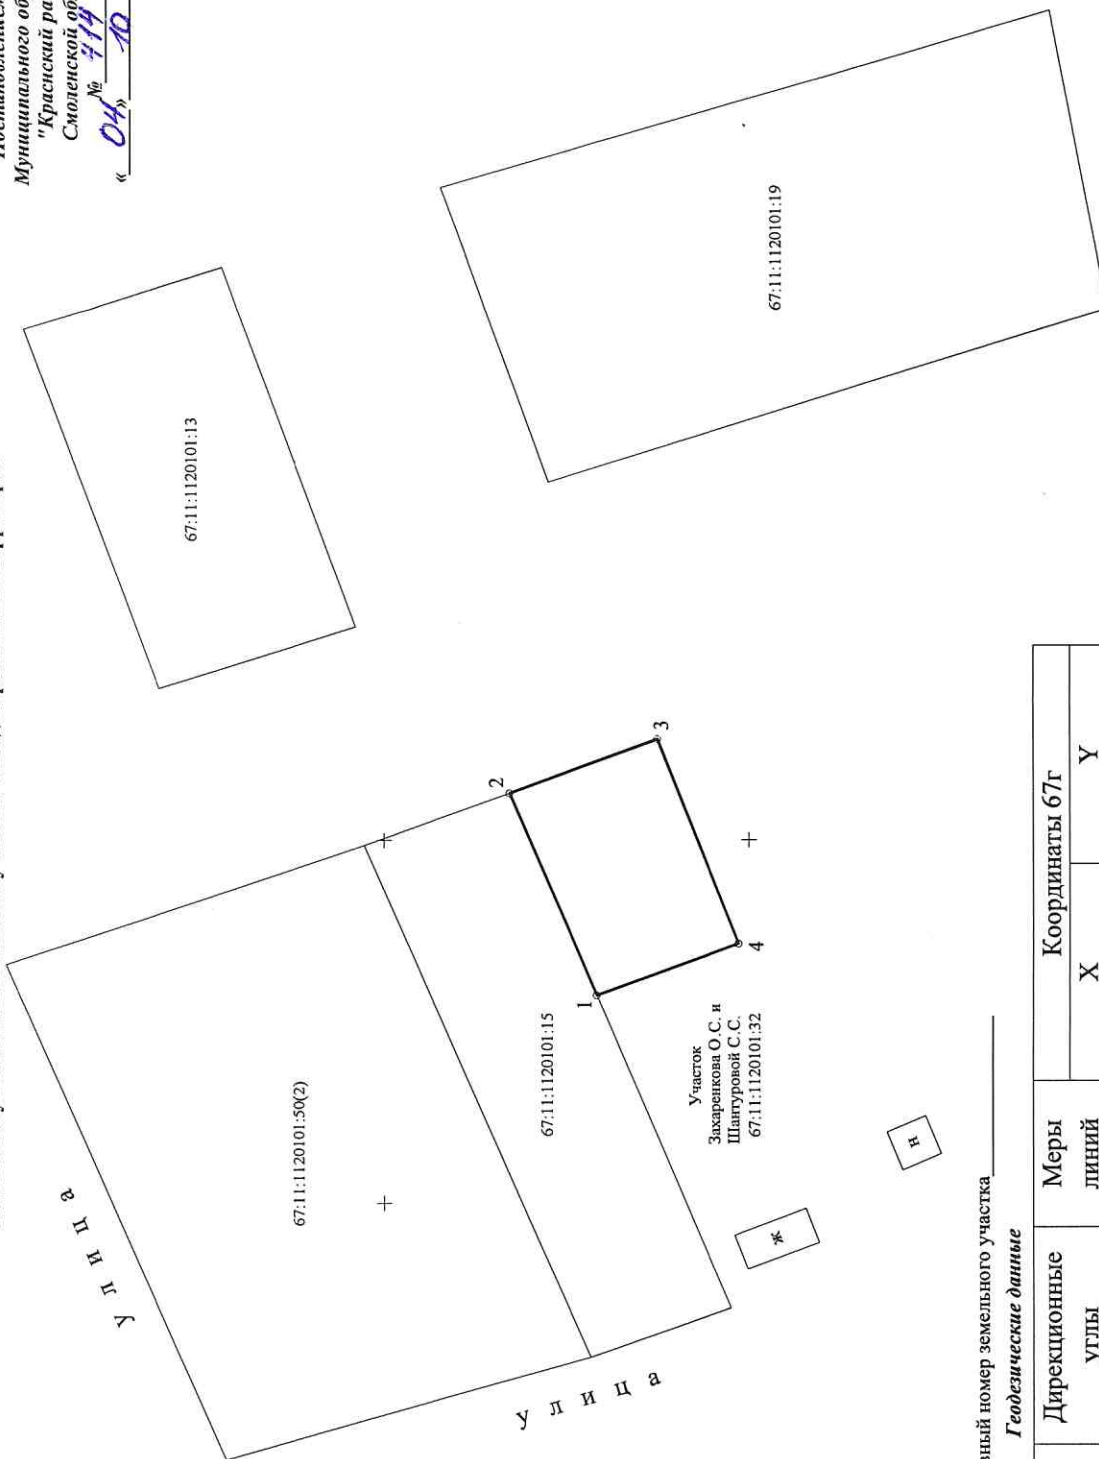 Муниципального об
"Краснский ра
Смоленской об
№ 714
« 04 » 10
67:11:1120101:13
67:11:1120101:19
улица
67:11:1120101:50(2)
67:11:1120101:15
1
2
3
4
Участок
Захаренкова О.С. и
Шантуровой С.С.
67:11:1120101:32
улица
ж
н
номер земельного участка
Геодезические данные
Дирекционные Меры Координаты 67г
углы линий X Y